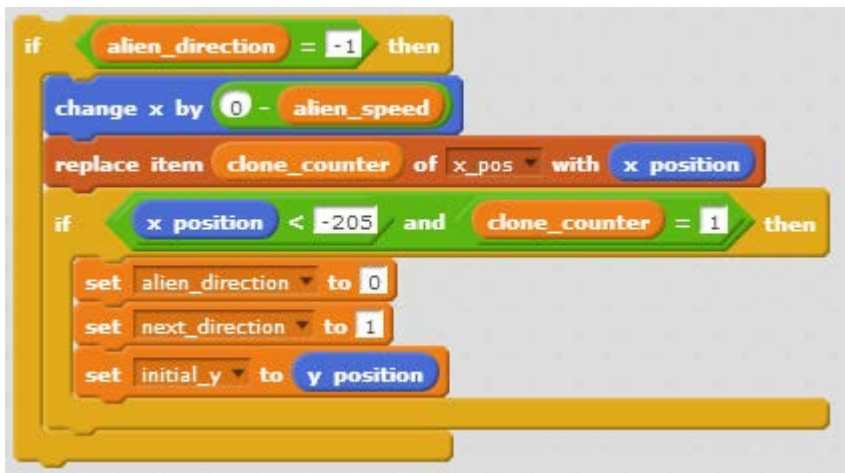 if alien_direction = -1 then
change x by 0 - alien_speed
replace item clone_counter of x_pos with x position
if x position < -205 and clone_counter = 1 then
set alien_direction to 0
set next_direction to 1
set initial_y to y position